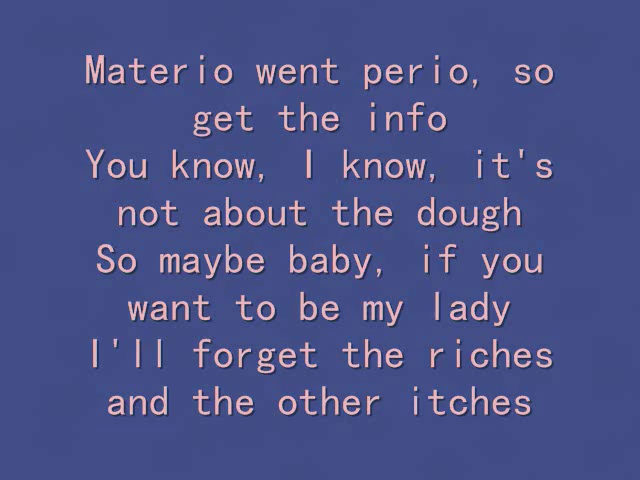 Materio went perio, so
get the info
You know, I know, it's
not about the dough
So maybe baby, if you
want to be my lady
I'll forget the riches
and the other itches